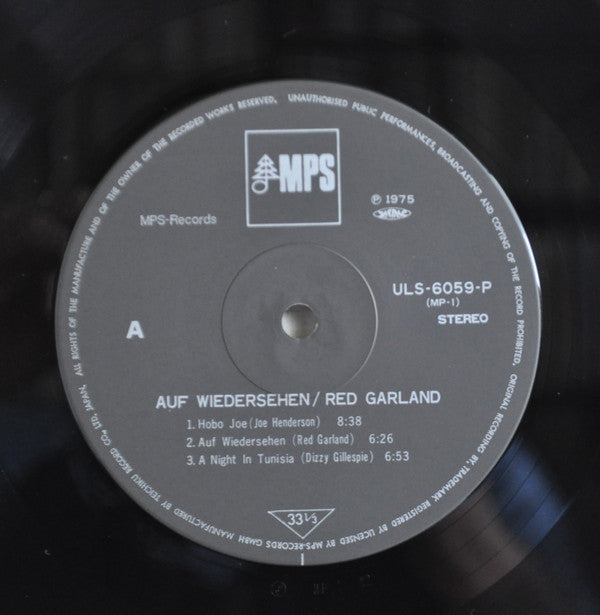 MPS
MPS-Records
Ⓟ 1975
ULS-6059-P
(MP-1)
STEREO
A
AUF WIEDERSEHEN / RED GARLAND
1. Hobo Joe (Joe Henderson) 8:38
2. Auf Wiedersehen (Red Garland) 6:26
3. A Night In Tunisia (Dizzy Gillespie) 6:53
33 1/3
MANUFACTURED BY TEICHIKU RECORD CO., LTD, JAPAN. ALL RIGHTS OF THE MANUFACTURE AND OF THE OWNER OF THE RECORDED WORKS RESERVED. UNAUTHORISED PUBLIC PERFORMANCES, BROADCASTING AND COPYING OF THE RECORD PROHIBITED. ORIGINAL RECORDING BY TRADEMARK REGISTERED BY LICENSED BY MPS-RECORDS GMBH